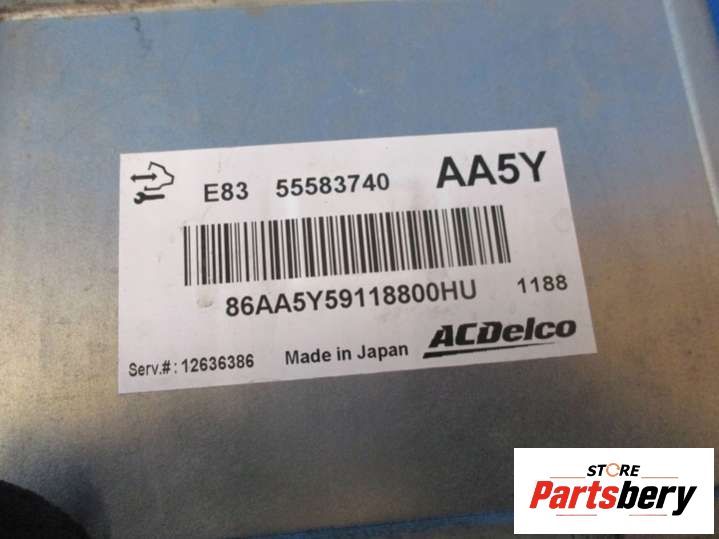 E83 55583740 AA5Y
86AA5Y59118800HU 1188
Serv.#: 12636386 Made in Japan ACDelco
STORE
Partsbery